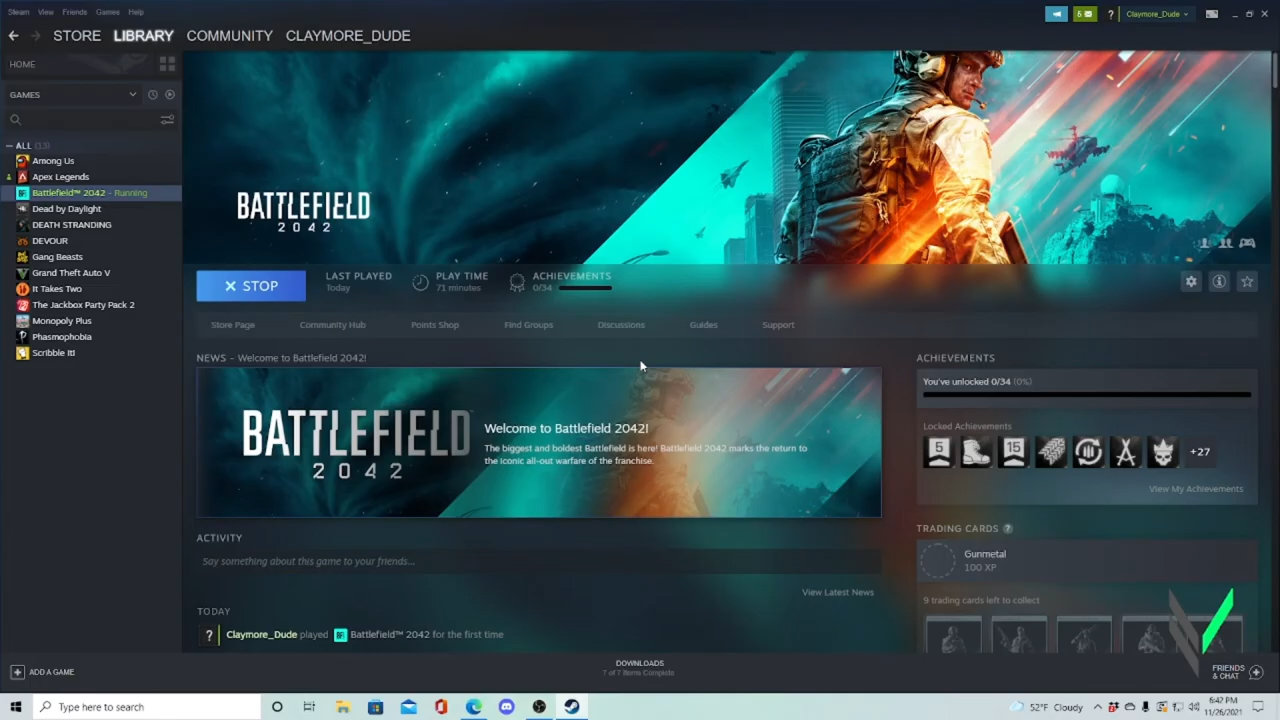 Steam View Friends Games Help
6 ? Claymore_Dude
STORE LIBRARY COMMUNITY CLAYMORE_DUDE
HOME
GAMES
ALL (13)
Among Us
Apex Legends
Battlefield™ 2042 - Running
Dead by Daylight
DEATH STRANDING
DEVOUR
Gang Beasts
Grand Theft Auto V
It Takes Two
The Jackbox Party Pack 2
Monopoly Plus
Phasmophobia
Scribble It!
BATTLEFIELD
2042
STOP
LAST PLAYED
Today
PLAY TIME
71 minutes
ACHIEVEMENTS
0/34
Store Page Community Hub Points Shop Find Groups Discussions Guides Support
NEWS - Welcome to Battlefield 2042!
BATTLEFIELD
2042
Welcome to Battlefield 2042!
The biggest and boldest Battlefield is here! Battlefield 2042 marks the return to
the iconic all-out warfare of the franchise.
ACTIVITY
Say something about this game to your friends...
View Latest News
TODAY
? Claymore_Dude played Battlefield™ 2042 for the first time
ACHIEVEMENTS
You've unlocked 0/34 (0%)
Locked Achievements
5 15 +27
View My Achievements
TRADING CARDS ?
Gunmetal
100 XP
9 trading cards left to collect
ADD A GAME
DOWNLOADS
7 of 7 Items Complete
FRIENDS
& CHAT
Type here to search
52°F Cloudy
6:42 PM
11/26/2021